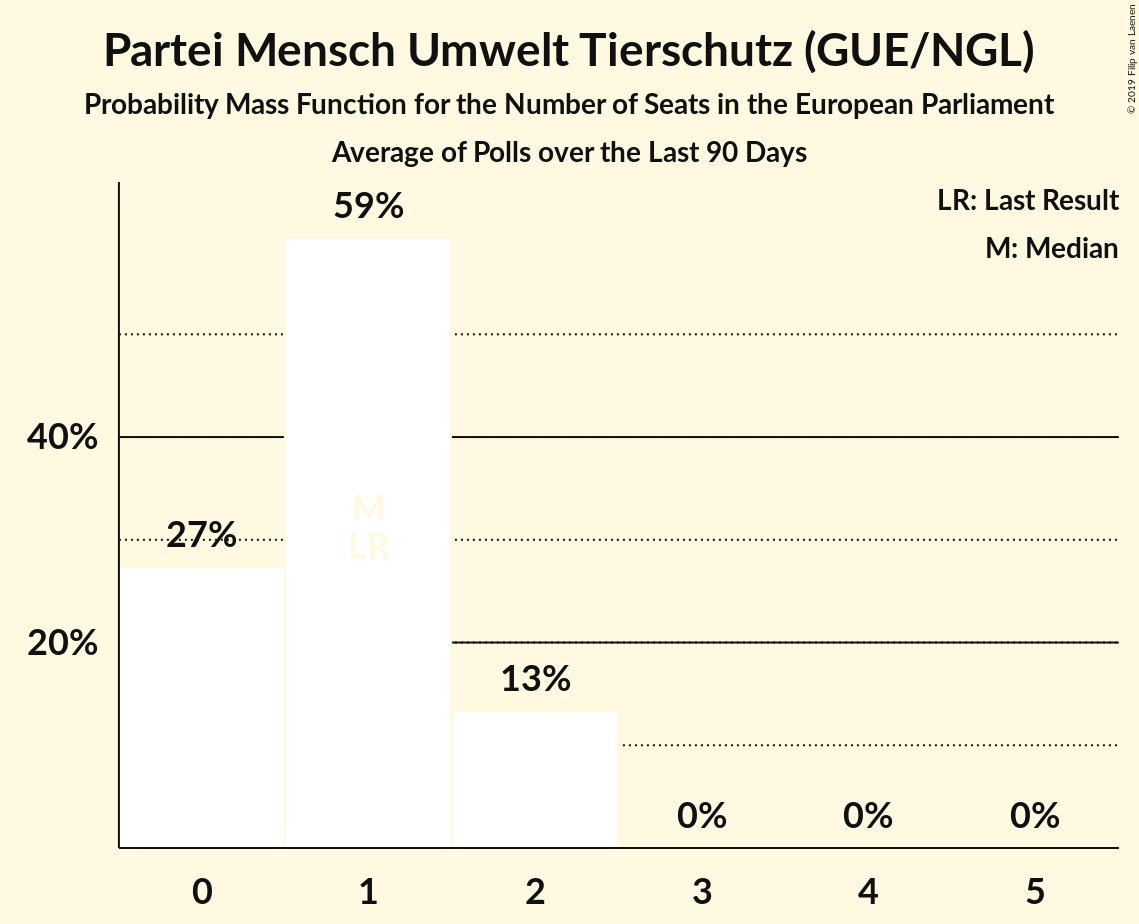 Partei Mensch Umwelt Tierschutz (GUE/NGL)
Probability Mass Function for the Number of Seats in the European Parliament
Average of Polls over the Last 90 Days
© 2019 Filip van Laenen
LR: Last Result
M: Median
59%
40%
M
LR
27%
20%
13%
0%
0%
0%
0
1
2
3
4
5